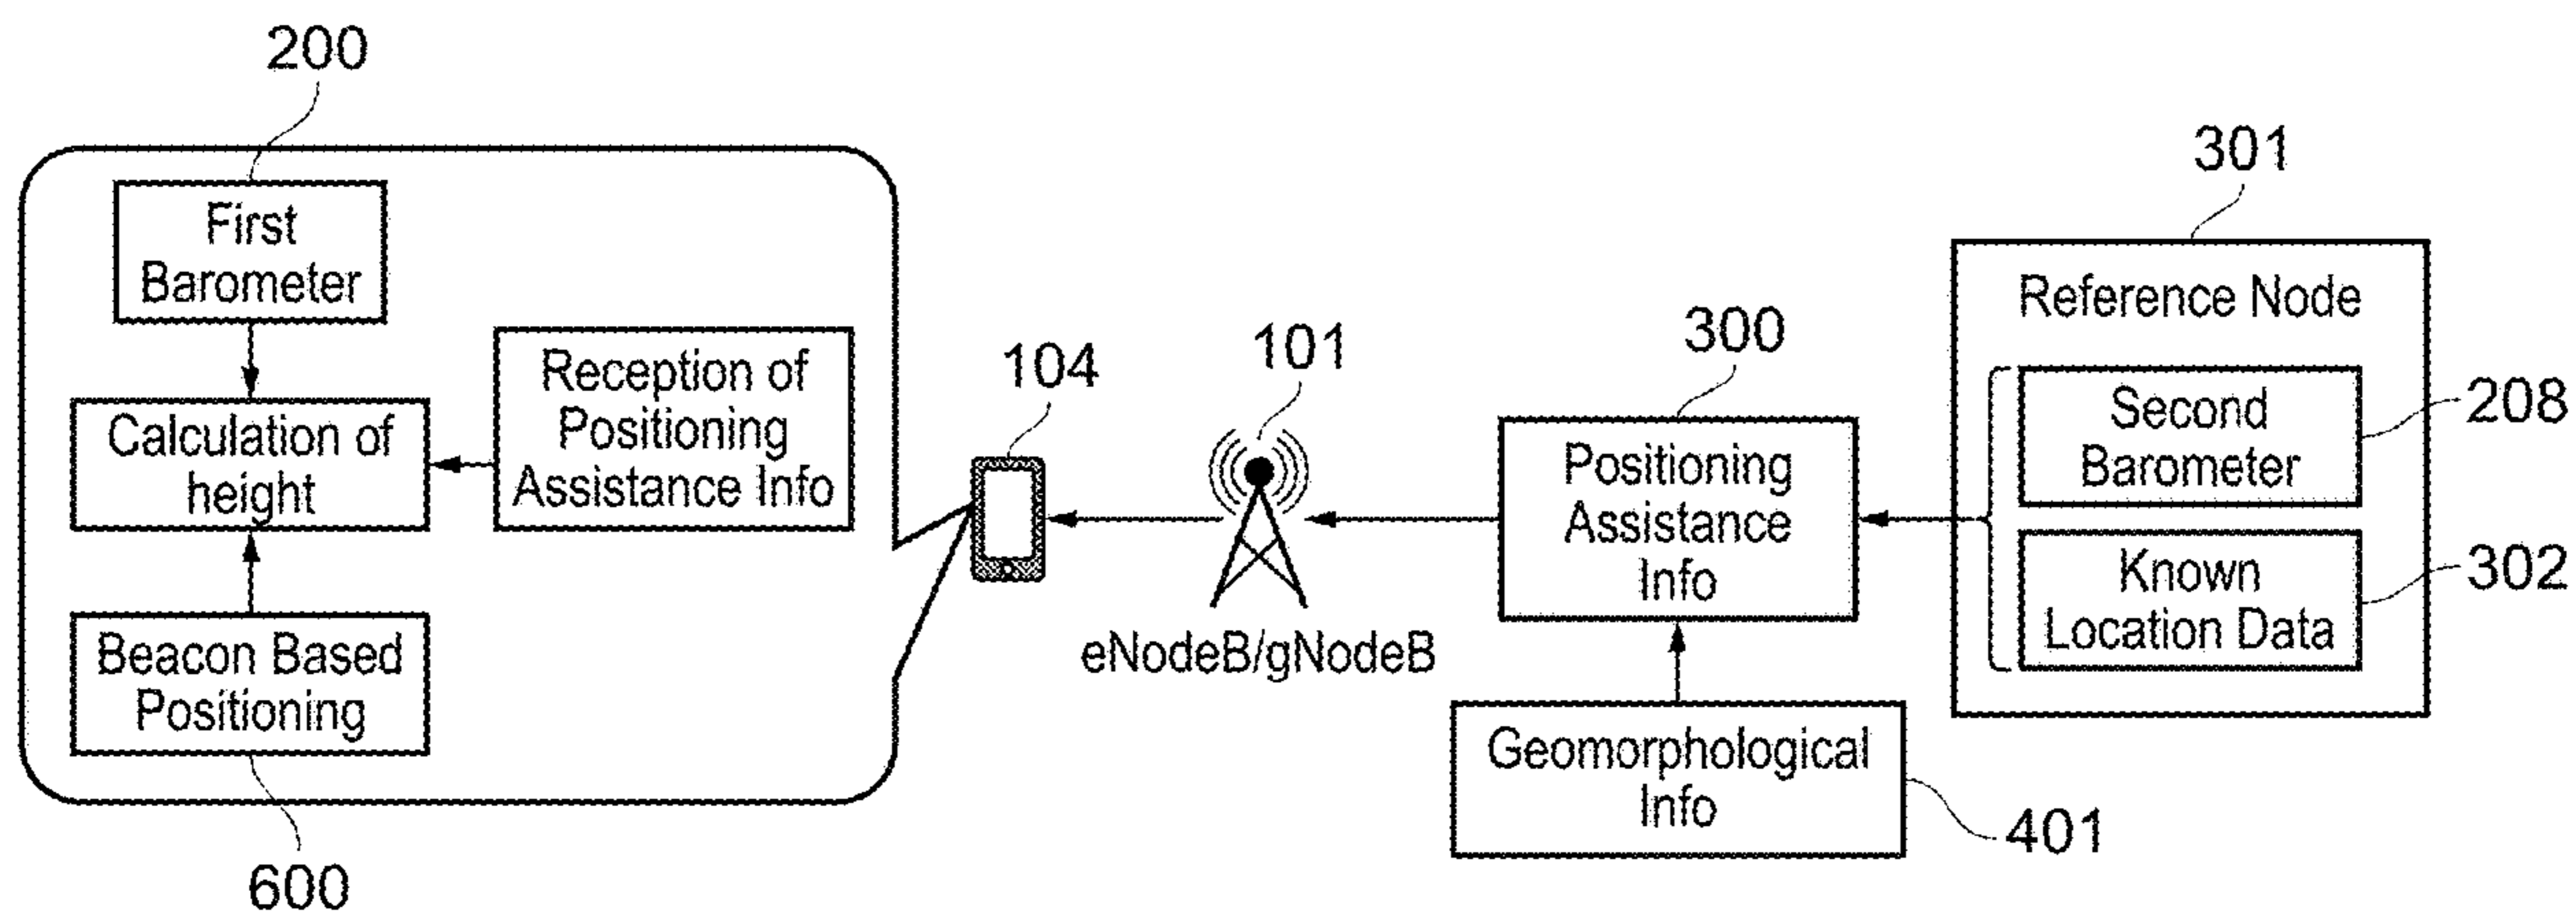 200
First
Barometer
Calculation of
height
Reception of
Positioning
Assistance Info
Beacon Based
Positioning
600
104
101
eNodeB/gNodeB
300
Positioning
Assistance
Info
Geomorphological
Info
401
301
Reference Node
Second
Barometer
208
Known
Location Data
302